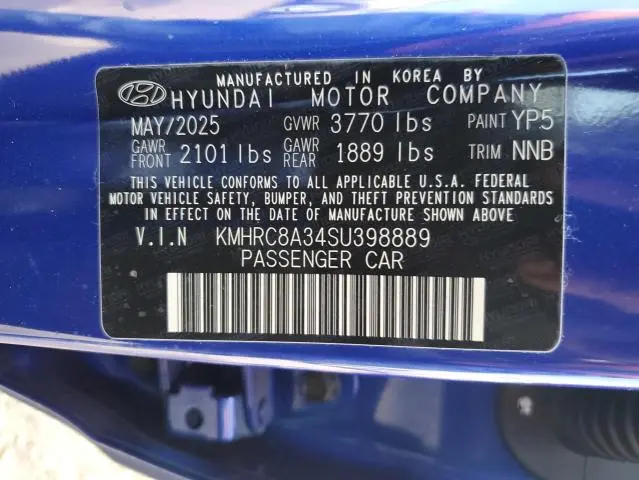 MANUFACTURED IN KOREA BY
HYUNDAI MOTOR COMPANY
MAY/2025 GVWR 3770 lbs PAINT YP5
GAWR FRONT 2101 lbs GAWR REAR 1889 lbs TRIM NNB
THIS VEHICLE CONFORMS TO ALL APPLICABLE U.S.A. FEDERAL
MOTOR VEHICLE SAFETY, BUMPER, AND THEFT PREVENTION STANDARDS
IN EFFECT ON THE DATE OF MANUFACTURE SHOWN ABOVE
V.I.N KMHRC8A34SU398889
PASSENGER CAR